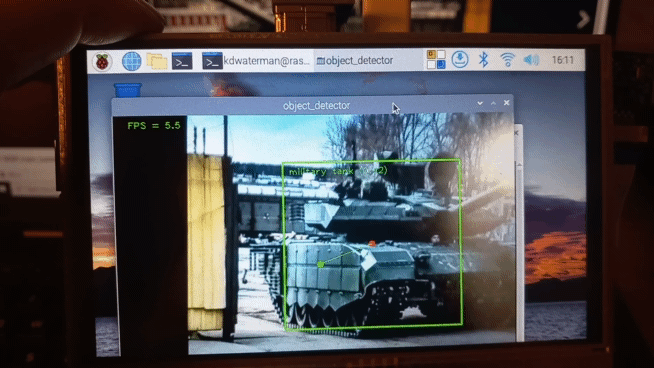 kdwaterman@ras...
object_detector
16:11
object_detector
FPS = 5.5
military tank